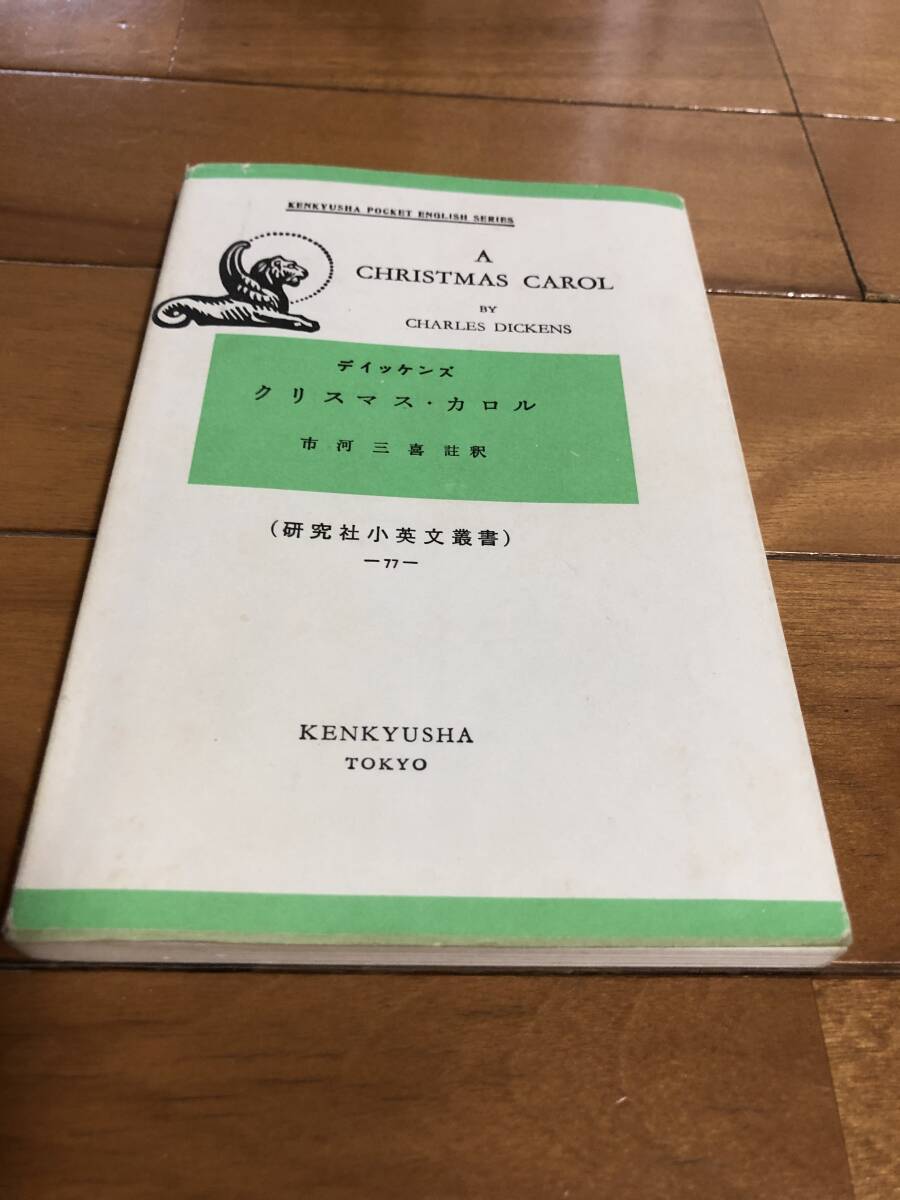 KENKYUSHA POCKET ENGLISH SERIES
A
CHRISTMAS CAROL
BY
CHARLES DICKENS
デイッケンズ
クリスマス・カロル
市河三喜 註釈
(研究社小英文叢書)
—77—
KENKYUSHA
TOKYO